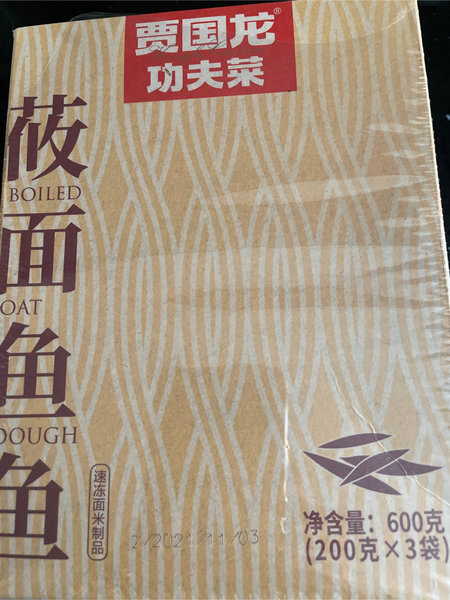 贾国龙®
功夫菜
莜面鱼鱼
BOILED
OAT
DOUGH
速冻面米制品
净含量：600克
(200克×3袋)
Z/2021/11/03